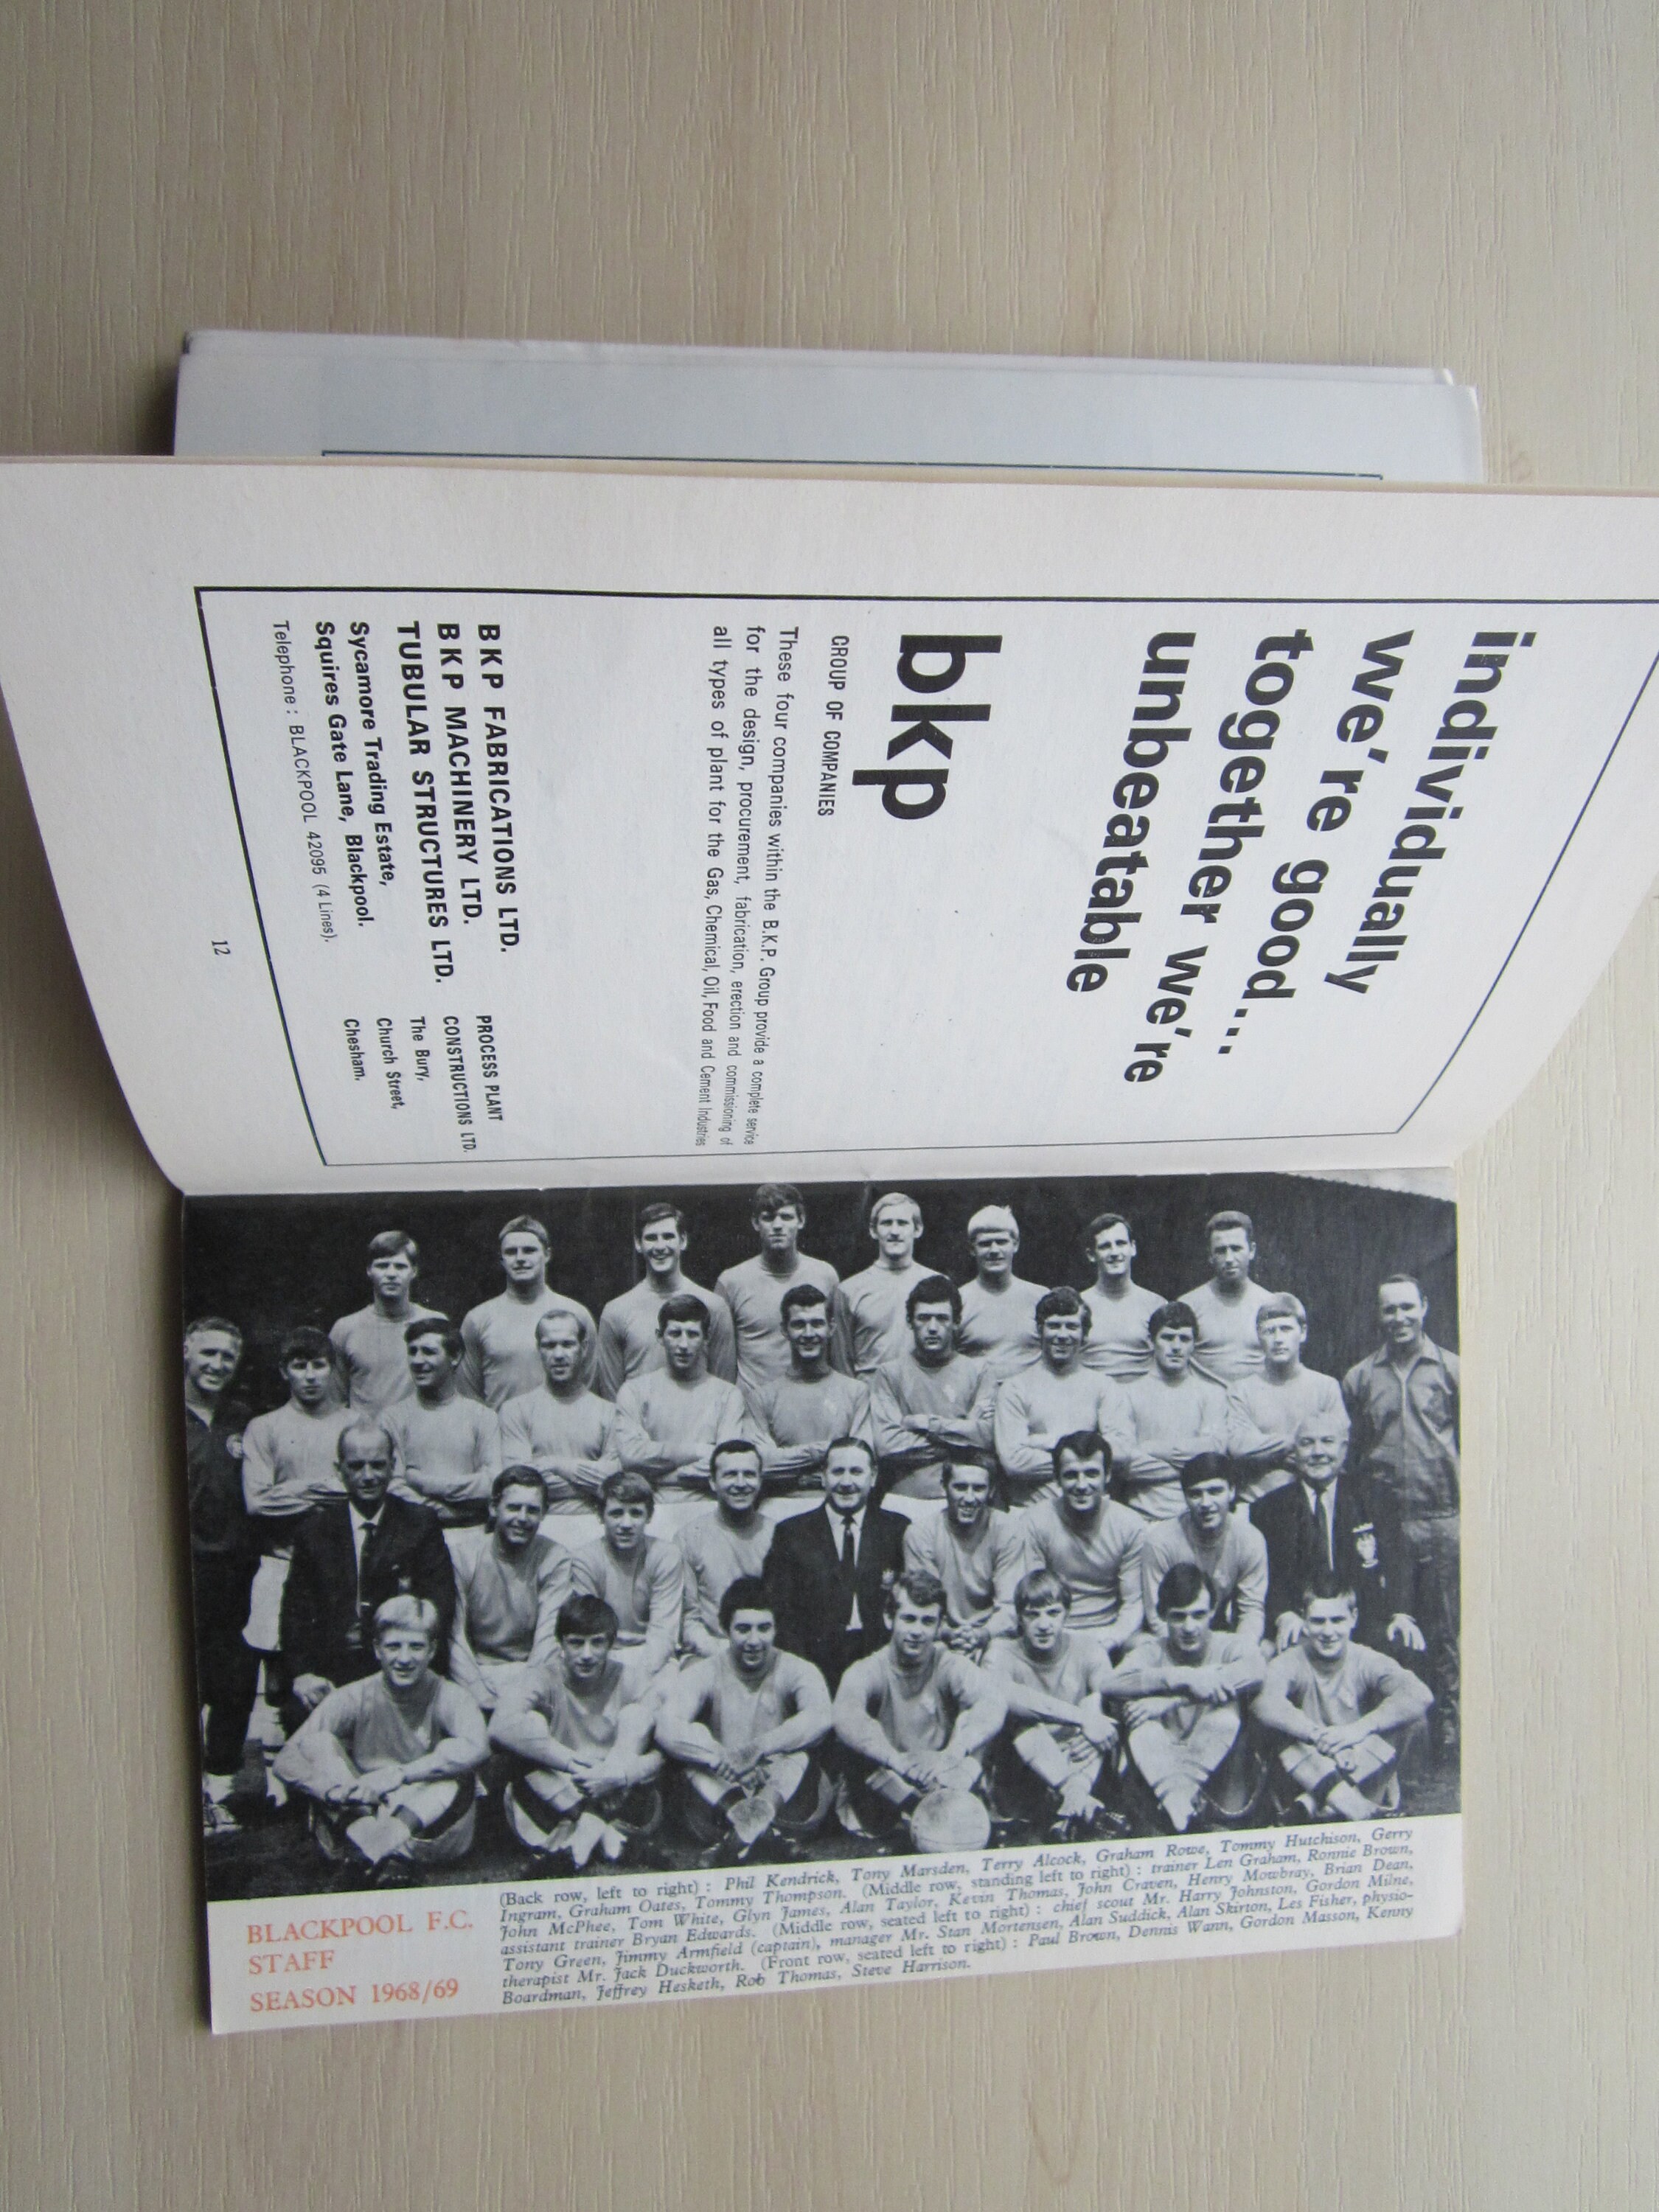 individually
we're good...
together we're
unbeatable
bkp
GROUP OF COMPANIES
These four companies within the B.K.P. Group provide a complete service
for the design, procurement, fabrication, erection and commissioning of
all types of plant for the Gas, Chemical, Oil, Food and Cement Industries
B K P FABRICATIONS LTD.
B K P MACHINERY LTD.
TUBULAR STRUCTURES LTD.
Sycamore Trading Estate,
Squires Gate Lane, Blackpool.
Telephone: BLACKPOOL 42095 (4 Lines).
PROCESS PLANT
CONSTRUCTIONS LTD.
The Bury,
Church Street,
Chesham.
12
BLACKPOOL F.C.
STAFF
SEASON 1968/69
(Back row, left to right) : Phil Kendrick, Tony Marsden, Terry Alcock, Graham Rowe, Tommy Hutchison, Gerry
Ingram, Graham Oates, Tommy Thompson. (Middle row, standing left to right) : trainer Len Graham, Ronnie Brown,
John McPhee, Tom White, Glyn James, Alan Taylor, Kevin Thomas, John Craven, Henry Mowbray, Brian Dean,
assistant trainer Bryan Edwards. (Middle row, seated left to right) : chief scout Mr. Harry Johnston, Gordon Milne,
Tony Green, Jimmy Armfield (captain), manager Mr. Stan Mortensen, Alan Suddick, Alan Skirton, Les Fisher, physio-
therapist Mr. Jack Duckworth. (Front row, seated left to right) : Paul Brown, Dennis Wann, Gordon Masson, Kenny
Boardman, Jeffrey Hesketh, Rob Thomas, Steve Harrison.